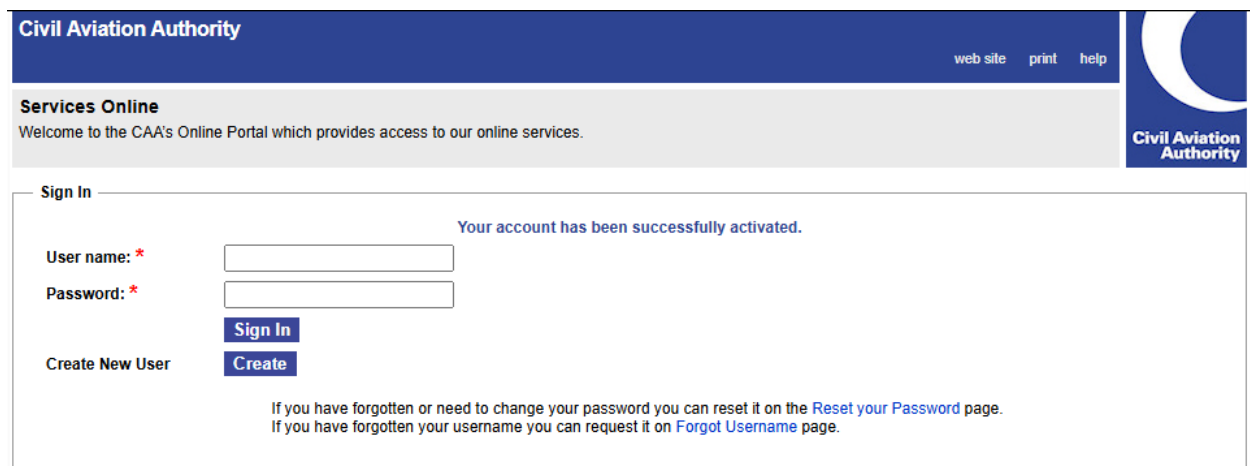 Civil Aviation Authority
web site print help
Services Online
Welcome to the CAA's Online Portal which provides access to our online services.
Civil Aviation
Authority
Sign In
Your account has been successfully activated.
User name: *
Password: *
Sign In
Create New User Create
If you have forgotten or need to change your password you can reset it on the Reset your Password page.
If you have forgotten your username you can request it on Forgot Username page.